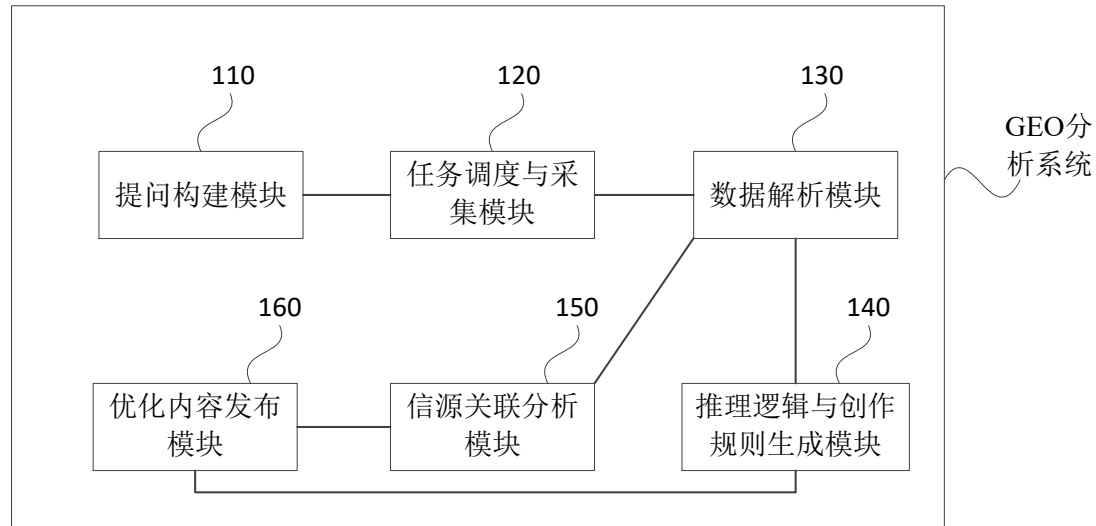 110
120
130
GEO分
析系统
提问构建模块
任务调度与采
集模块
数据解析模块
160
150
140
优化内容发布
模块
信源关联分析
模块
推理逻辑与创作
规则生成模块